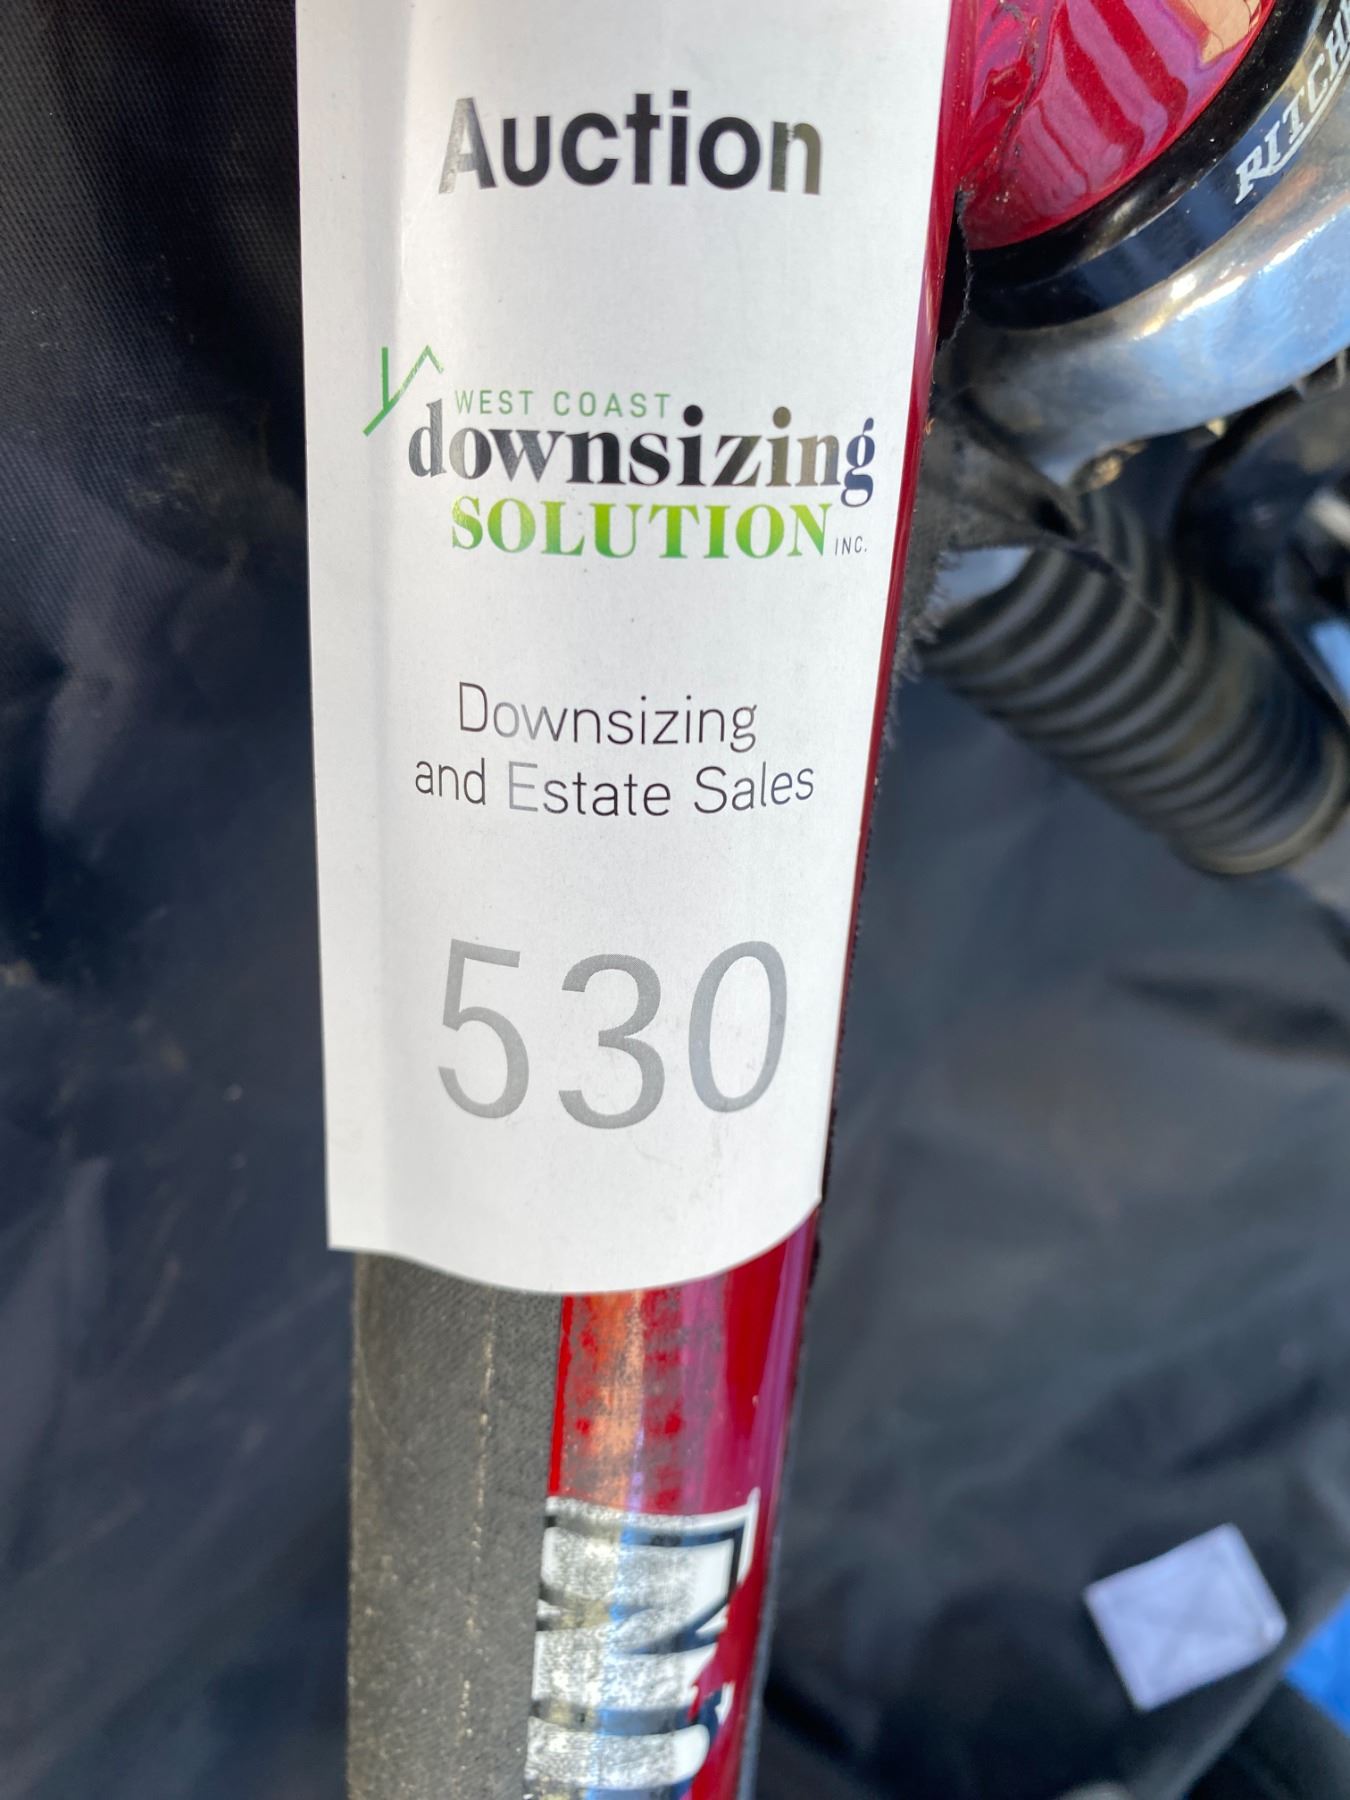 Auction
WEST COAST
downsizing
SOLUTION INC.
Downsizing
and Estate Sales
530